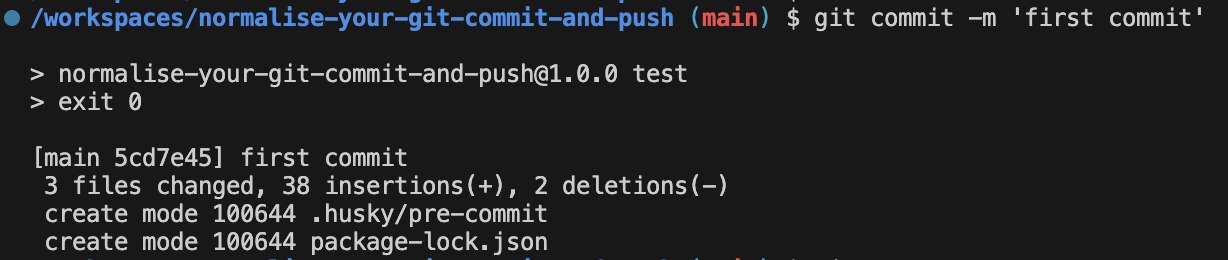 /workspaces/normalise-your-git-commit-and-push (main) $ git commit -m 'first commit'
> normalise-your-git-commit-and-push@1.0.0 test
> exit 0
[main 5cd7e45] first commit
3 files changed, 38 insertions(+), 2 deletions(-)
create mode 100644 .husky/pre-commit
create mode 100644 package-lock.json